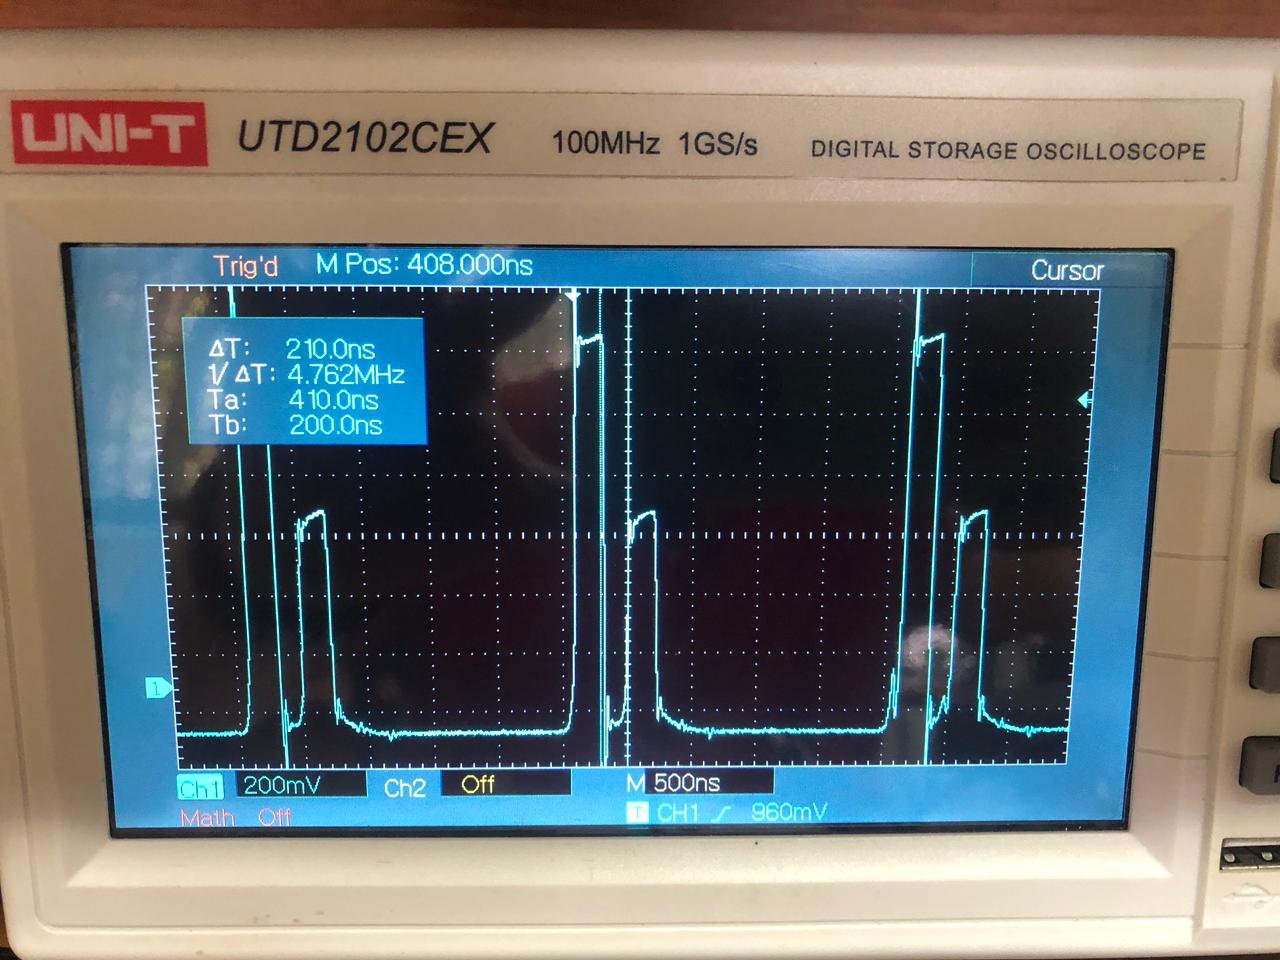 UNI-T UTD2102CEX 100MHz 1GS/s DIGITAL STORAGE OSCILLOSCOPE
Trig'd M Pos: 408.000ns Cursor
ΔT: 210.0ns
1/ΔT: 4.762MHz
Ta: 410.0ns
Tb: 200.0ns
1
Ch1 200mV Ch2 Off M 500ns
Math Off T CH1 960mV